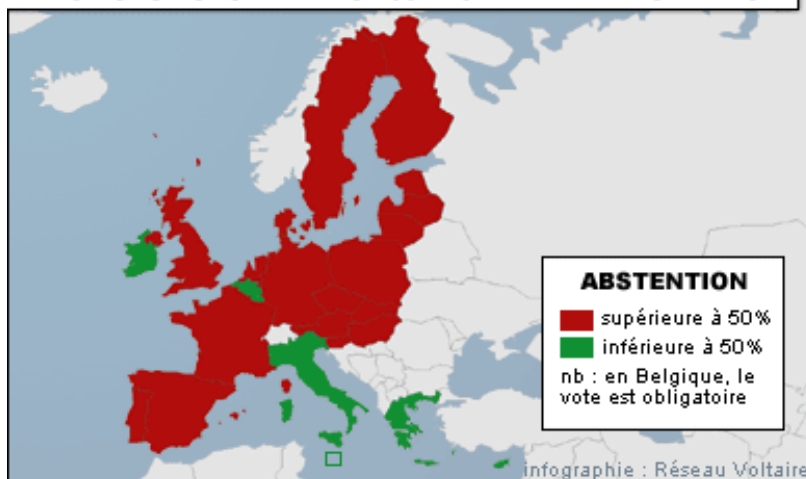 ABSTENTION
supérieure à 50%
inférieure à 50%
nb : en Belgique, le
vote est obligatoire
infographie : Réseau Voltaire